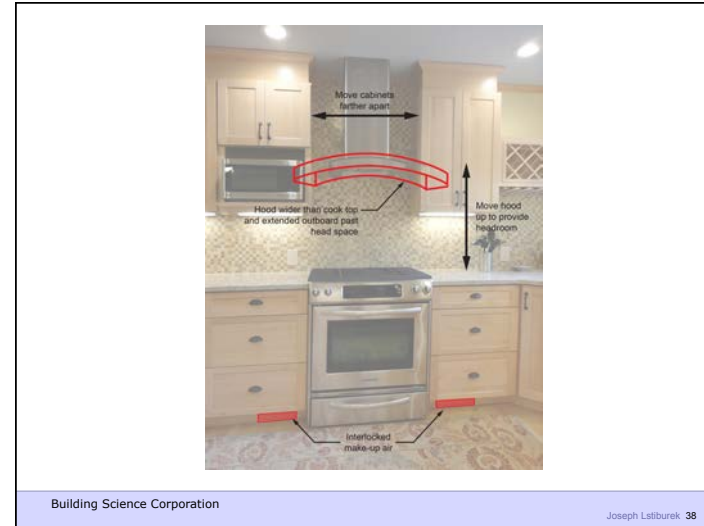 Move cabinets
farther apart
Hood wider than cook top
and extended outboard past
head space
Move hood
up to provide
headroom
Interlocked
make-up air
Building Science Corporation
Joseph Lstiburek 38